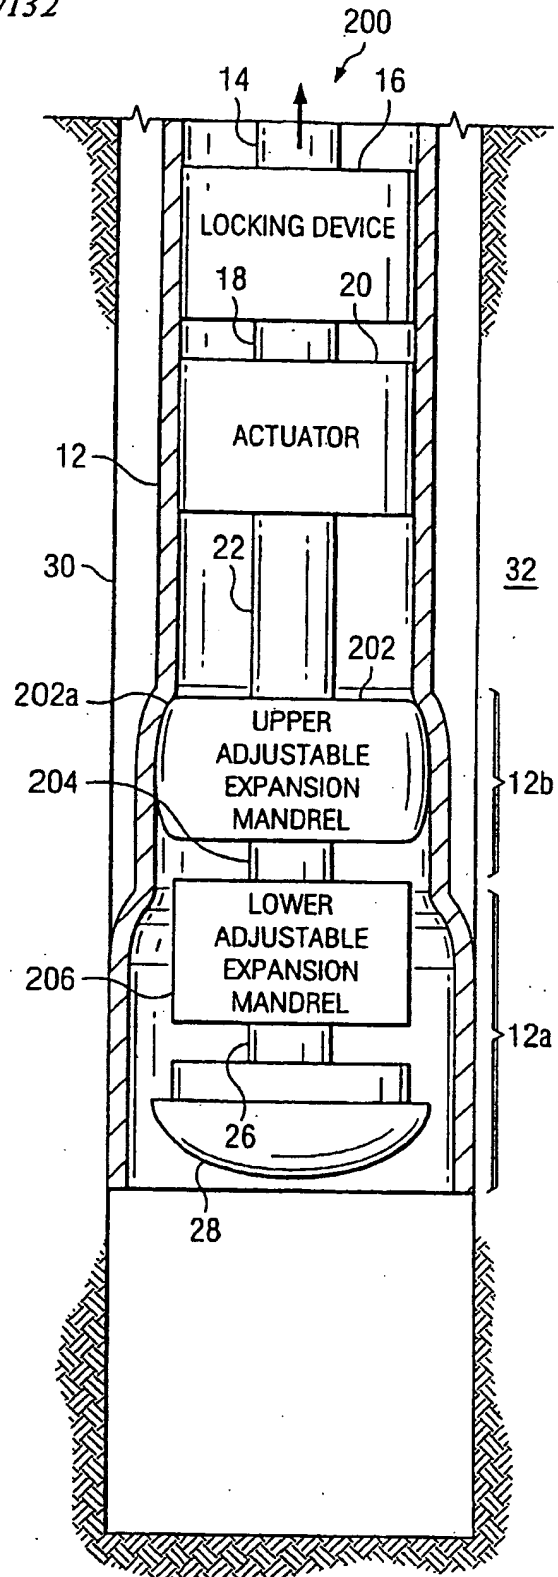 /132
200
14
16
LOCKING DEVICE
18
20
ACTUATOR
12
22
30
32
202
202a
UPPER
ADJUSTABLE
EXPANSION
MANDREL
12b
204
LOWER
ADJUSTABLE
EXPANSION
MANDREL
206
12a
26
28